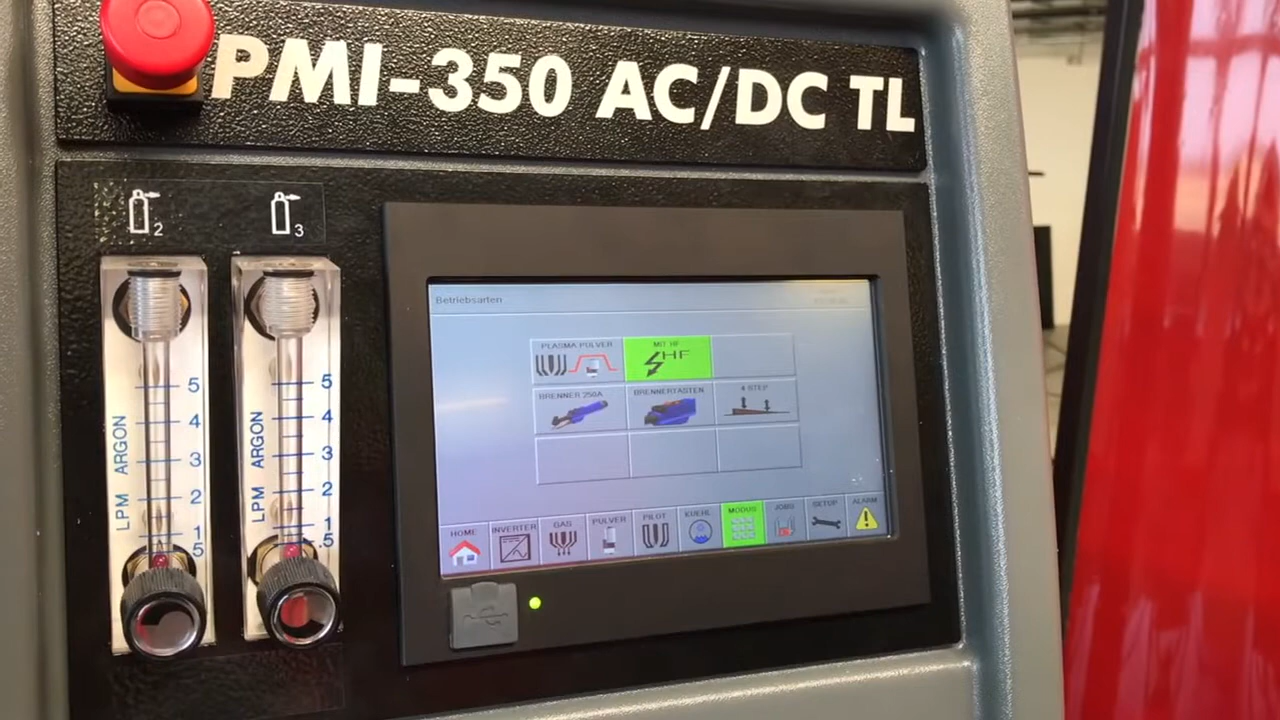 PMI-350 AC/DC TL
2
3
LPM ARGON
5
4
3
2
1
.5
LPM ARGON
5
4
3
2
1
.5
Betriebsarten
PLASMA PULVER
MIT HF
HF
BRENNER 250A
BRENNERTASTEN
4 STEP
HOME
INVERTER
GAS
PULVER
PILOT
KUEHL
MODUS
JOBS
SETUP
ALARM